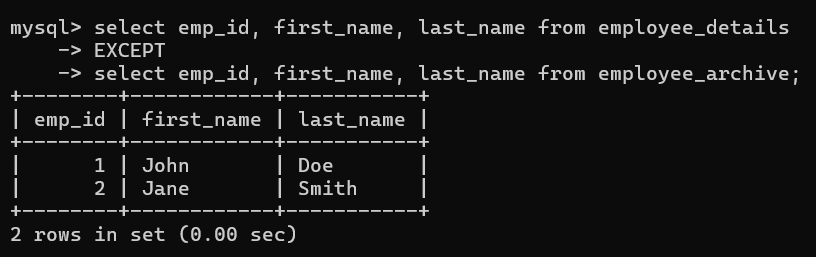 mysql> select emp_id, first_name, last_name from employee_details
    -> EXCEPT
    -> select emp_id, first_name, last_name from employee_archive;
+--------+------------+-----------+
| emp_id | first_name | last_name |
+--------+------------+-----------+
|      1 | John       | Doe       |
|      2 | Jane       | Smith     |
+--------+------------+-----------+
2 rows in set (0.00 sec)